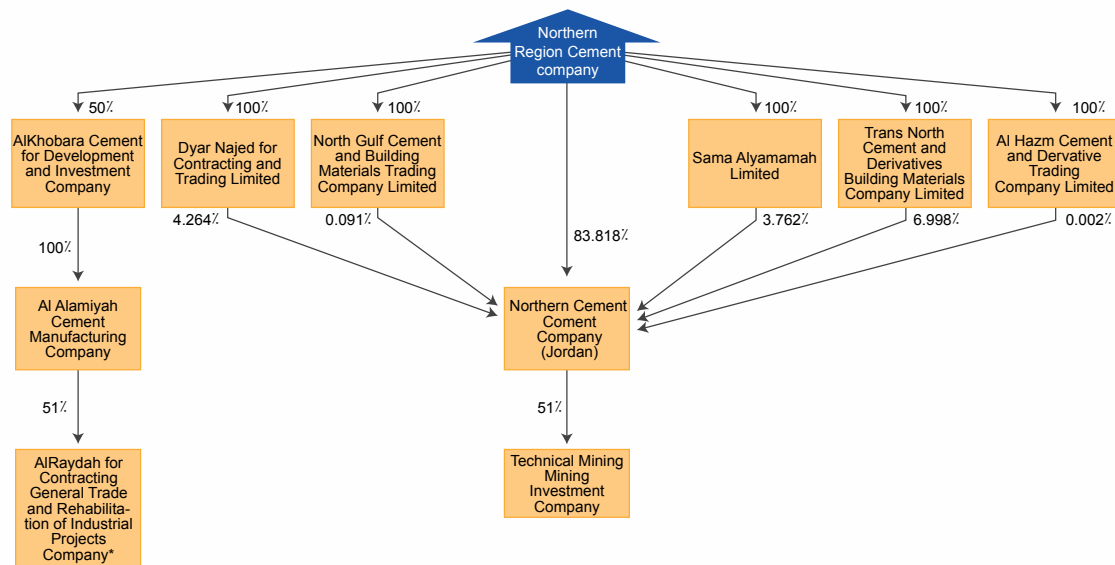 Northern
Region Cement
company
50٪
100٪
100٪
100٪
100٪
100٪
AlKhobara Cement
for Development
and Investment
Company
Dyar Najed for
Contracting and
Trading Limited
North Gulf Cement
and Building
Materials Trading
Company Limited
Sama Alyamamah
Limited
Trans North
Cement and
Derivatives
Building Materials
Company Limited
Al Hazm Cement
and Dervative
Trading
Company Limited
4.264٪
0.091٪
83.818٪
3.762٪
6.998٪
0.002٪
100٪
Al Alamiyah
Cement
Manufacturing
Company
Northern Cement
Coment
Company
(Jordan)
51٪
51٪
AlRaydah for
Contracting
General Trade
and Rehabilita-
tion of Industrial
Projects
Company*
Technical Mining
Mining
Investment
Company